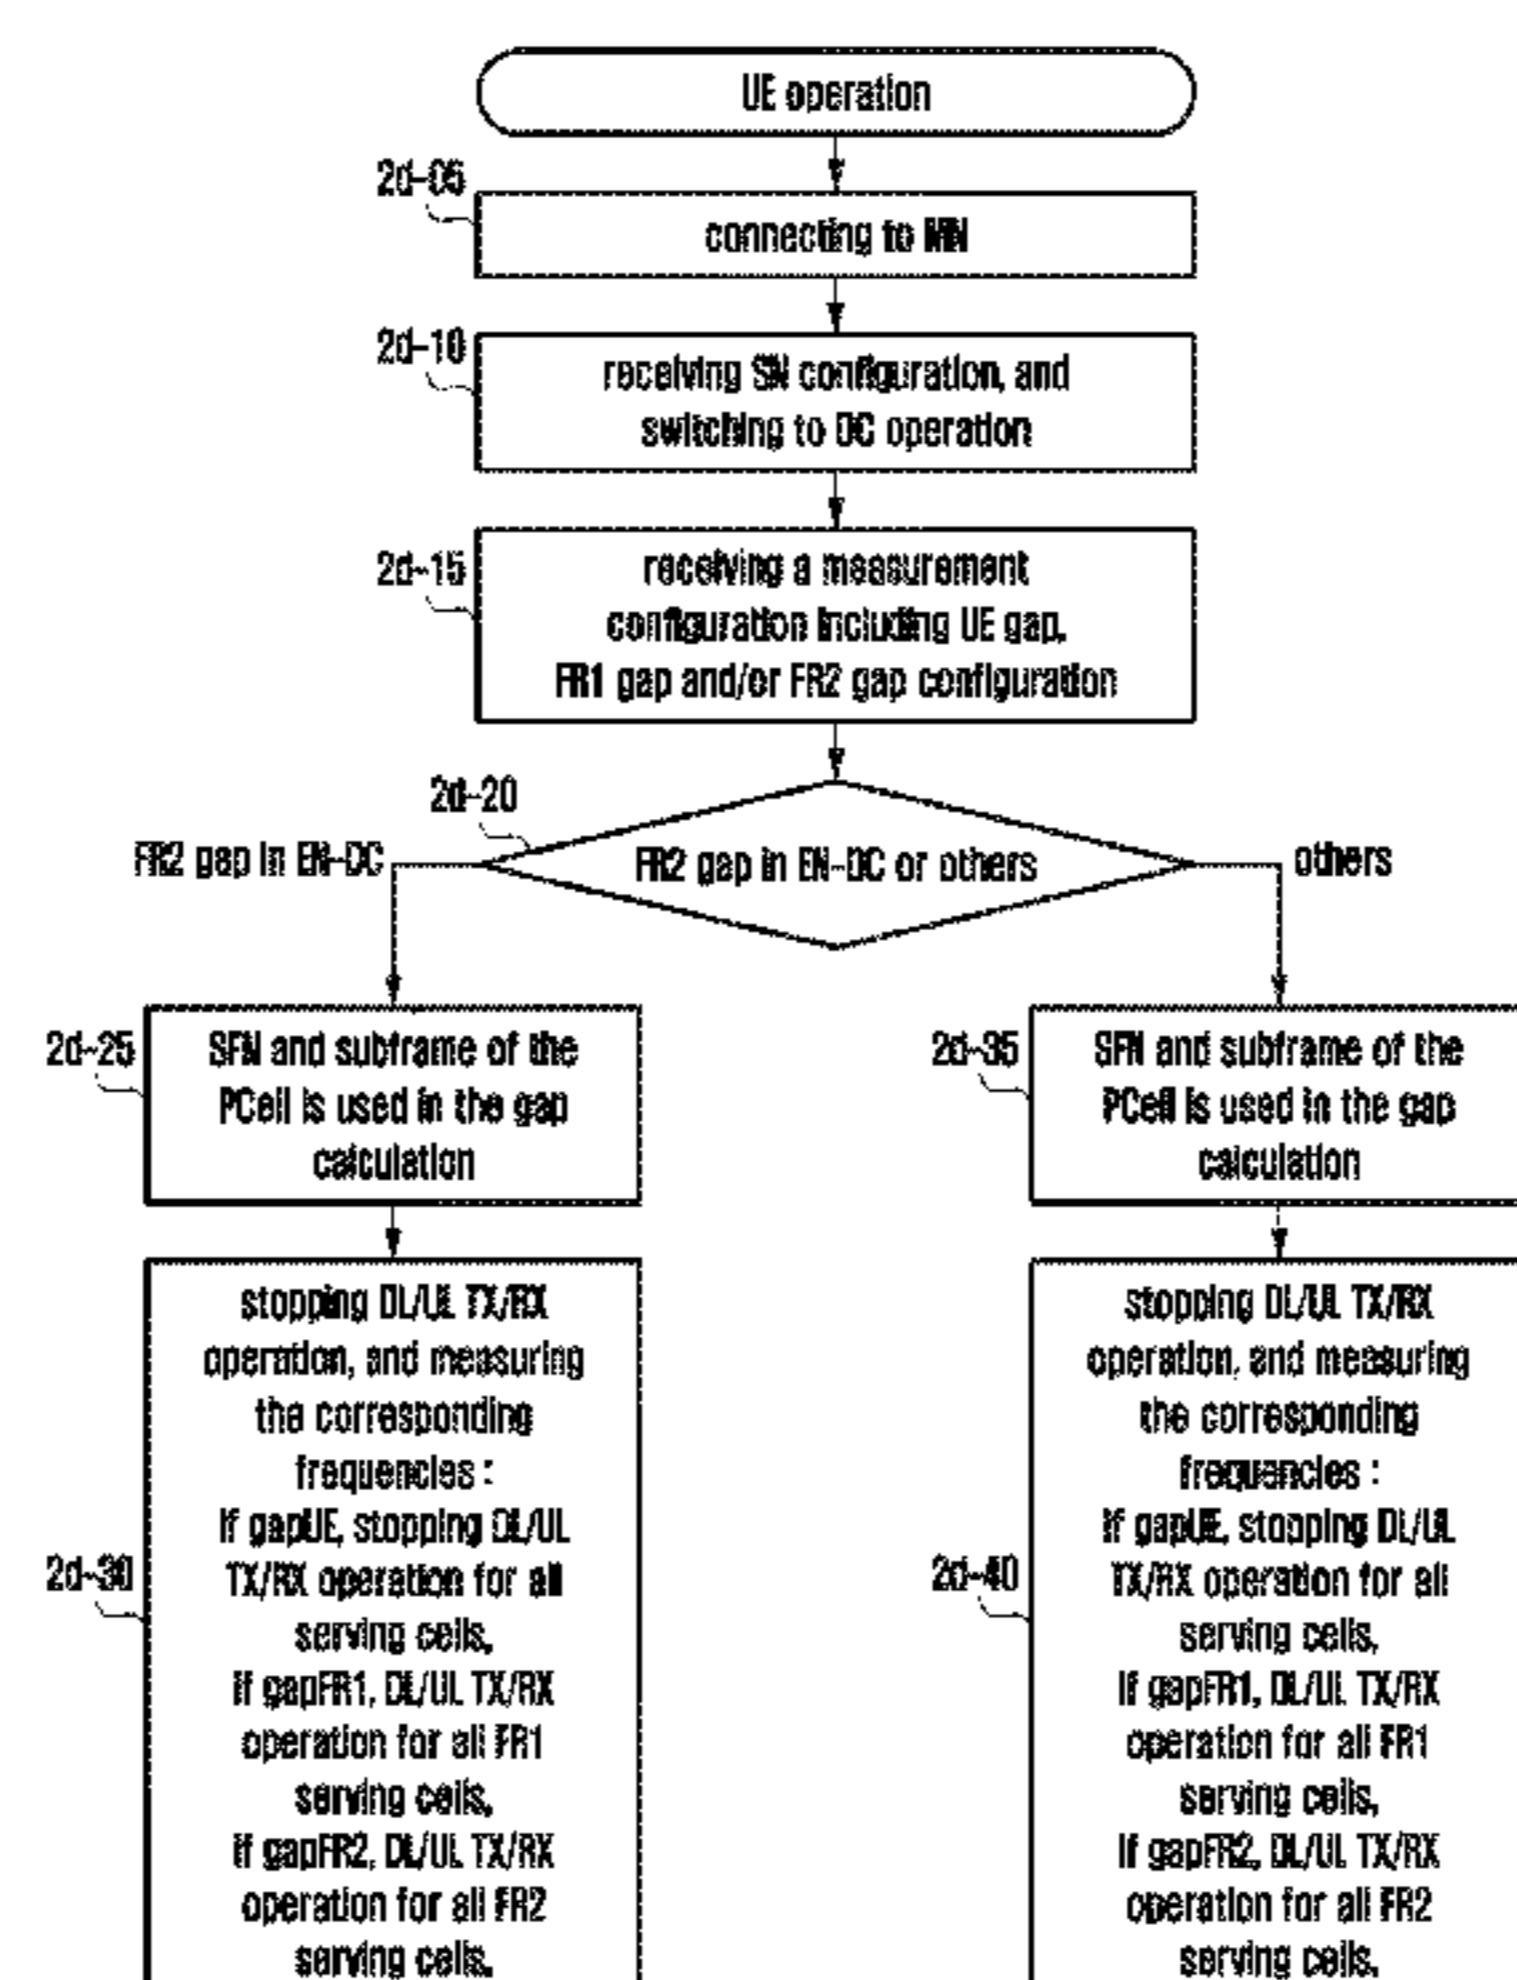 UE operation
2d-05
connecting to MN
2d-10
receiving SN configuration, and
switching to DC operation
2d-15
receiving a measurement
configuration including UE gap,
FR1 gap and/or FR2 gap configuration
2d-20
FR2 gap in EN-DC
FR2 gap in EN-DC or others
others
2d-25
SFN and subframe of the
PCell is used in the gap
calculation
2d-35
SFN and subframe of the
PCell is used in the gap
calculation
2d-30
stopping DL/UL TX/RX
operation, and measuring
the corresponding
frequencies :
if gapUE, stopping DL/UL
TX/RX operation for all
serving cells,
if gapFR1, DL/UL TX/RX
operation for all FR1
serving cells,
if gapFR2, DL/UL TX/RX
operation for all FR2
serving cells.
2d-40
stopping DL/UL TX/RX
operation, and measuring
the corresponding
frequencies :
if gapUE, stopping DL/UL
TX/RX operation for all
serving cells,
if gapFR1, DL/UL TX/RX
operation for all FR1
serving cells,
if gapFR2, DL/UL TX/RX
operation for all FR2
serving cells.